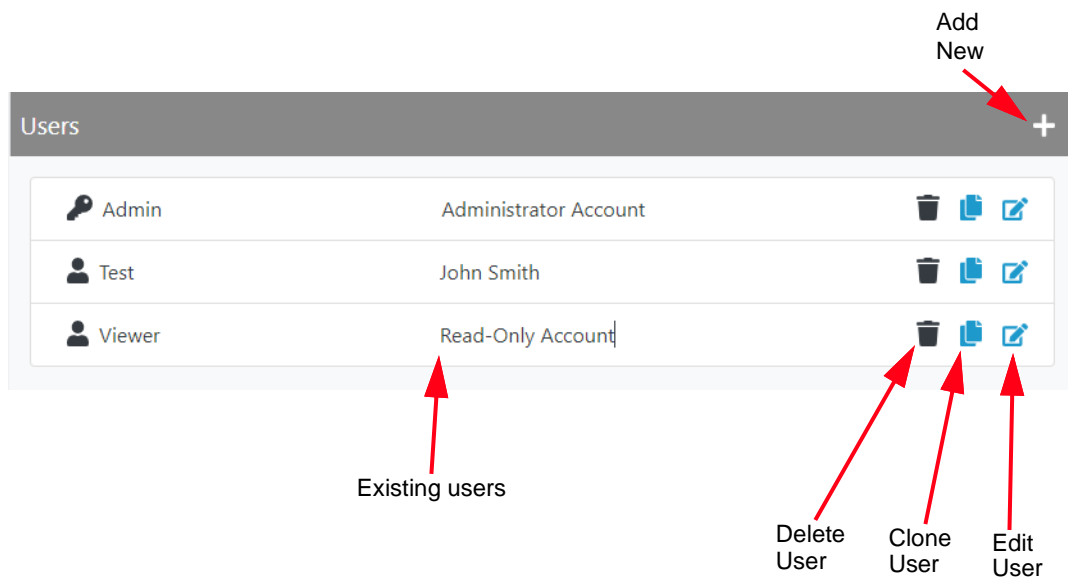 Add
New
Users
Admin Administrator Account
Test John Smith
Viewer Read-Only Account
Existing users
Delete
User
Clone
User
Edit
User